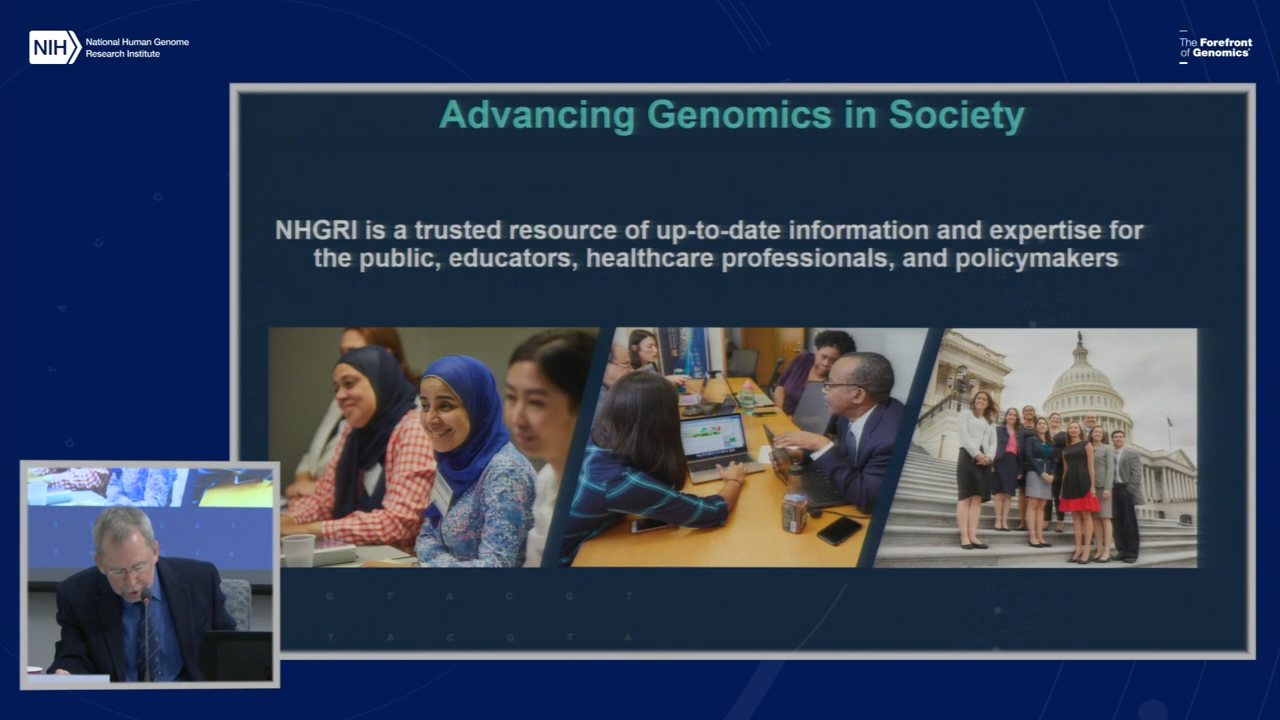 NIH
National Human Genome
Research Institute
The Forefront
of Genomics®
Advancing Genomics in Society
NHGRI is a trusted resource of up-to-date information and expertise for
the public, educators, healthcare professionals, and policymakers
G T A C G T
T A C G T A